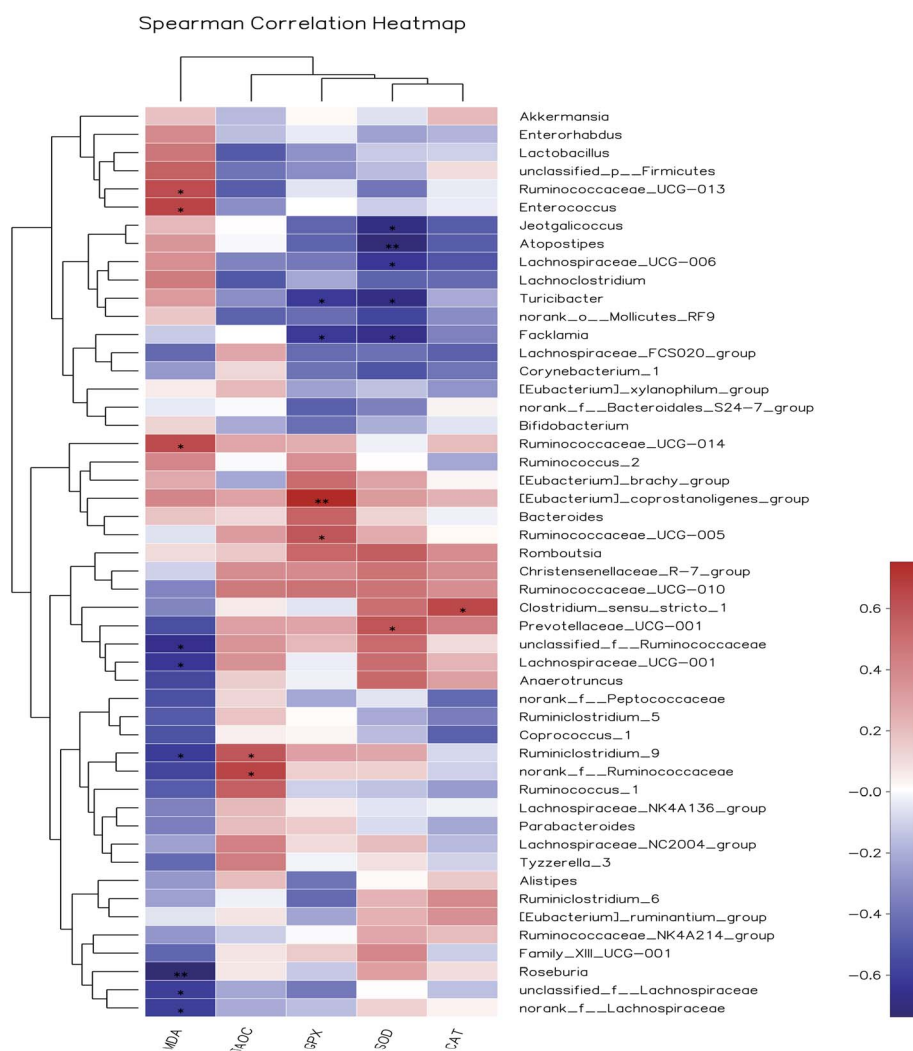 Spearman Correlation Heatmap
Akkermansia
Enterorhabdus
Lactobacillus
unclassified_p__Firmicutes
* Ruminococcaceae_UCG-013
* Enterococcus
* Jeotgalicoccus
** Atopostipes
* Lachnospiraceae_UCG-006
Lachnoclostridium
* * Turicibacter
norank_o__Mollicutes_RF9
* * Facklamia
Lachnospiraceae_FCS020_group
Corynebacterium_1
[Eubacterium]_xylanophilum_group
norank_f__Bacteroidales_S24-7_group
Bifidobacterium
* Ruminococcaceae_UCG-014
Ruminococcus_2
[Eubacterium]_brachy_group
** [Eubacterium]_coprostanoligenes_group
Bacteroides
* Ruminococcaceae_UCG-005
Romboutsia
Christensenellaceae_R-7_group
Ruminococcaceae_UCG-010
* Clostridium_sensu_stricto_1
* Prevotellaceae_UCG-001
* unclassified_f__Ruminococcaceae
* Lachnospiraceae_UCG-001
Anaerotruncus
norank_f__Peptococcaceae
Ruminiclostridium_5
Coprococcus_1
* * Ruminiclostridium_9
* norank_f__Ruminococcaceae
Ruminococcus_1
Lachnospiraceae_NK4A136_group
Parabacteroides
Lachnospiraceae_NC2004_group
Tyzzerella_3
Alistipes
Ruminiclostridium_6
[Eubacterium]_ruminantium_group
Ruminococcaceae_NK4A214_group
Family_XIII_UCG-001
** Roseburia
* unclassified_f__Lachnospiraceae
* norank_f__Lachnospiraceae
MDA TAOC GPX SOD CAT
0.6
0.4
0.2
-0.0
-0.2
-0.4
-0.6